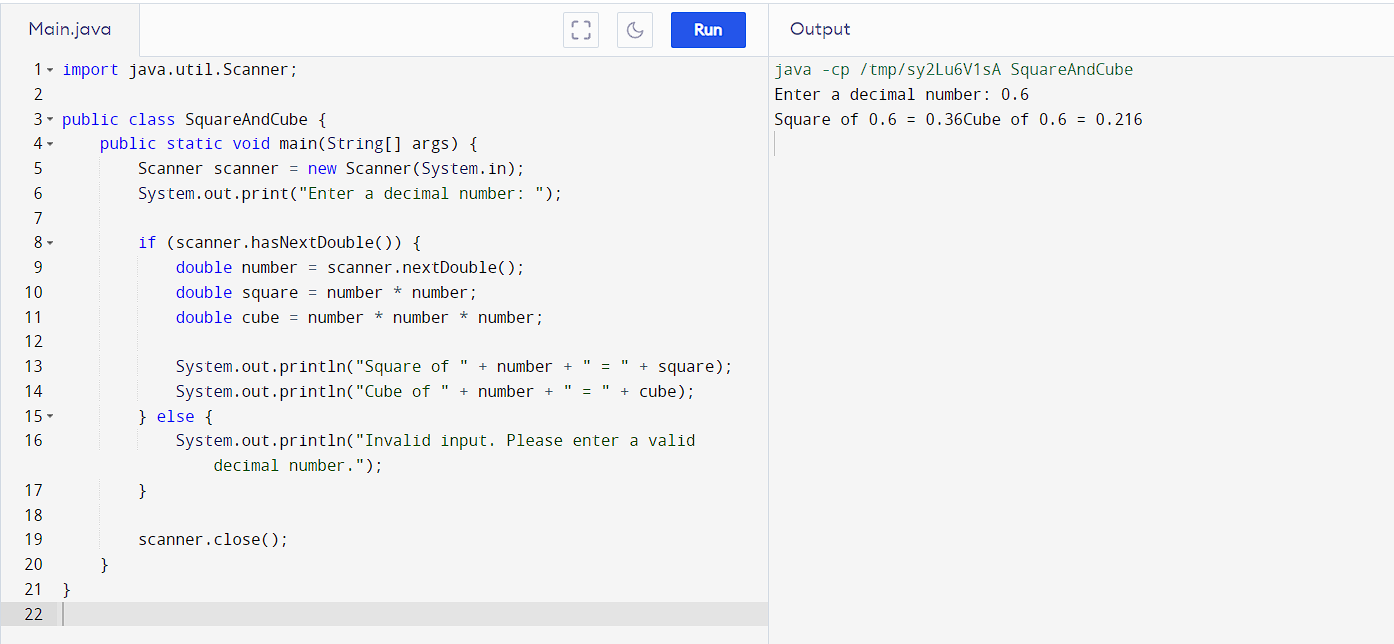 Main.java
Run
Output
1 import java.util.Scanner;
2
3 public class SquareAndCube {
4     public static void main(String[] args) {
5         Scanner scanner = new Scanner(System.in);
6         System.out.print("Enter a decimal number: ");
7
8         if (scanner.hasNextDouble()) {
9             double number = scanner.nextDouble();
10             double square = number * number;
11             double cube = number * number * number;
12
13             System.out.println("Square of " + number + " = " + square);
14             System.out.println("Cube of " + number + " = " + cube);
15         } else {
16             System.out.println("Invalid input. Please enter a valid
decimal number.");
17         }
18
19         scanner.close();
20     }
21 }
22
java -cp /tmp/sy2Lu6V1sA SquareAndCube
Enter a decimal number: 0.6
Square of 0.6 = 0.36Cube of 0.6 = 0.216